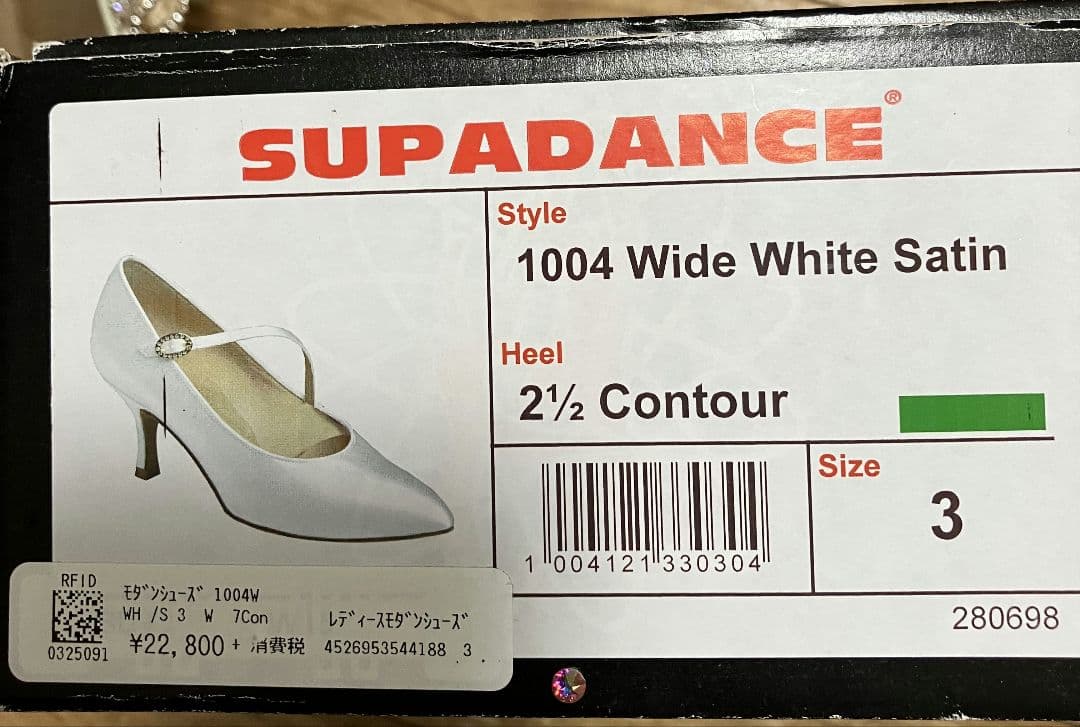 SUPADANCE®
Style
1004 Wide White Satin
Heel
2½ Contour
Size
3
1 004121 330304
280698
RFID
0325091
ﾓﾀﾞﾝｼｭｰｽﾞ 1004W
WH /S 3 W 7Con
ﾚﾃﾞｨｰｽﾓﾀﾞﾝｼｭｰｽﾞ
¥22,800+ 消費税 4526953544188 3